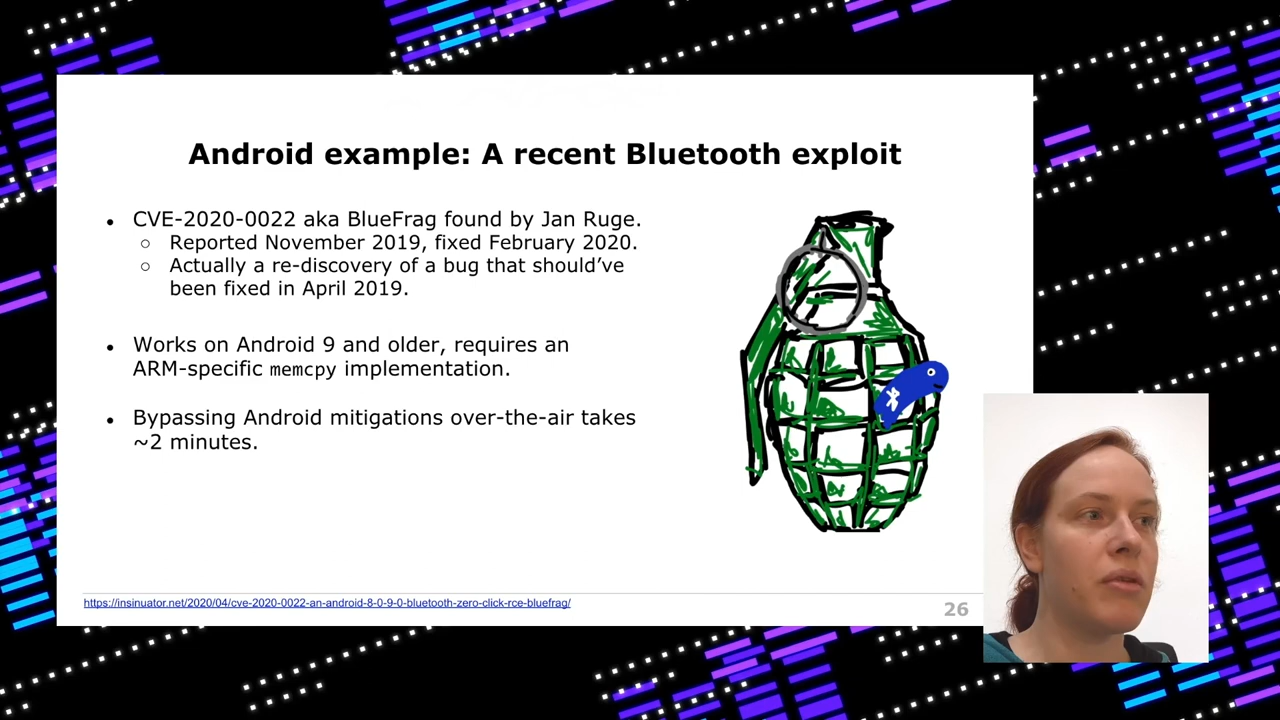 Android example: A recent Bluetooth exploit
● CVE-2020-0022 aka BlueFrag found by Jan Ruge.
○ Reported November 2019, fixed February 2020.
○ Actually a re-discovery of a bug that should’ve
been fixed in April 2019.
● Works on Android 9 and older, requires an
ARM-specific memcpy implementation.
● Bypassing Android mitigations over-the-air takes
~2 minutes.
https://insinuator.net/2020/04/cve-2020-0022-an-android-8-0-9-0-bluetooth-zero-click-rce-bluefrag/
26